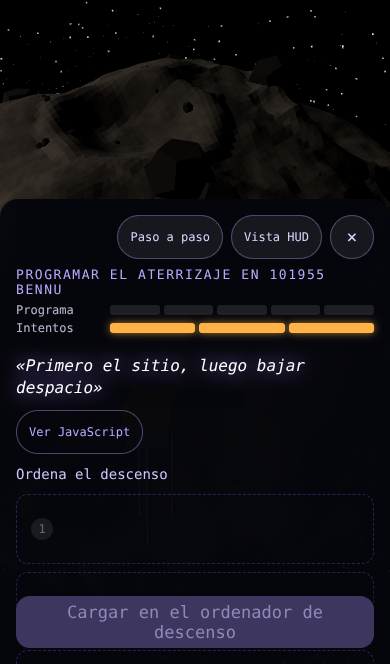 Paso a paso
Vista HUD
×
PROGRAMAR EL ATERRIZAJE EN 101955
BENNU
Programa
Intentos
«Primero el sitio, luego bajar
despacio»
Ver JavaScript
Ordena el descenso
1
Cargar en el ordenador de
descenso